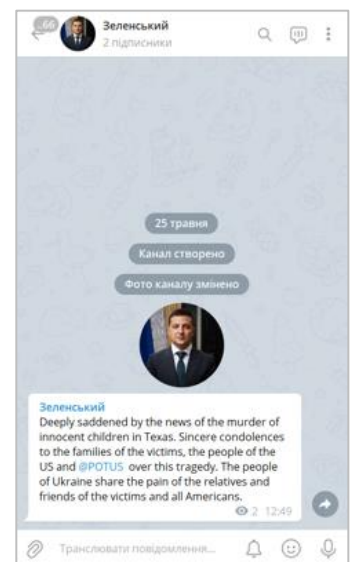 66
Зеленський
2 підписники
25 травня
Канал створено
Фото каналу змінено
Зеленський
Deeply saddened by the news of the murder of
innocent children in Texas. Sincere condolences
to the families of the victims, the people of the
US and @POTUS over this tragedy. The people
of Ukraine share the pain of the relatives and
friends of the victims and all Americans.
2 12:49
Транслювати повідомлення...